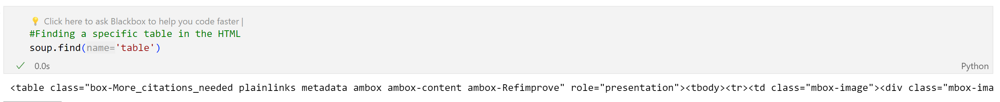 💡 Click here to ask Blackbox to help you code faster |
#Finding a specific table in the HTML
soup.find(name='table')
✓ 0.0s Python
<table class="box-More_citations_needed plainlinks metadata ambox ambox-content ambox-Refimprove" role="presentation"><tbody><tr><td class="mbox-image"><div class="mbox-ima